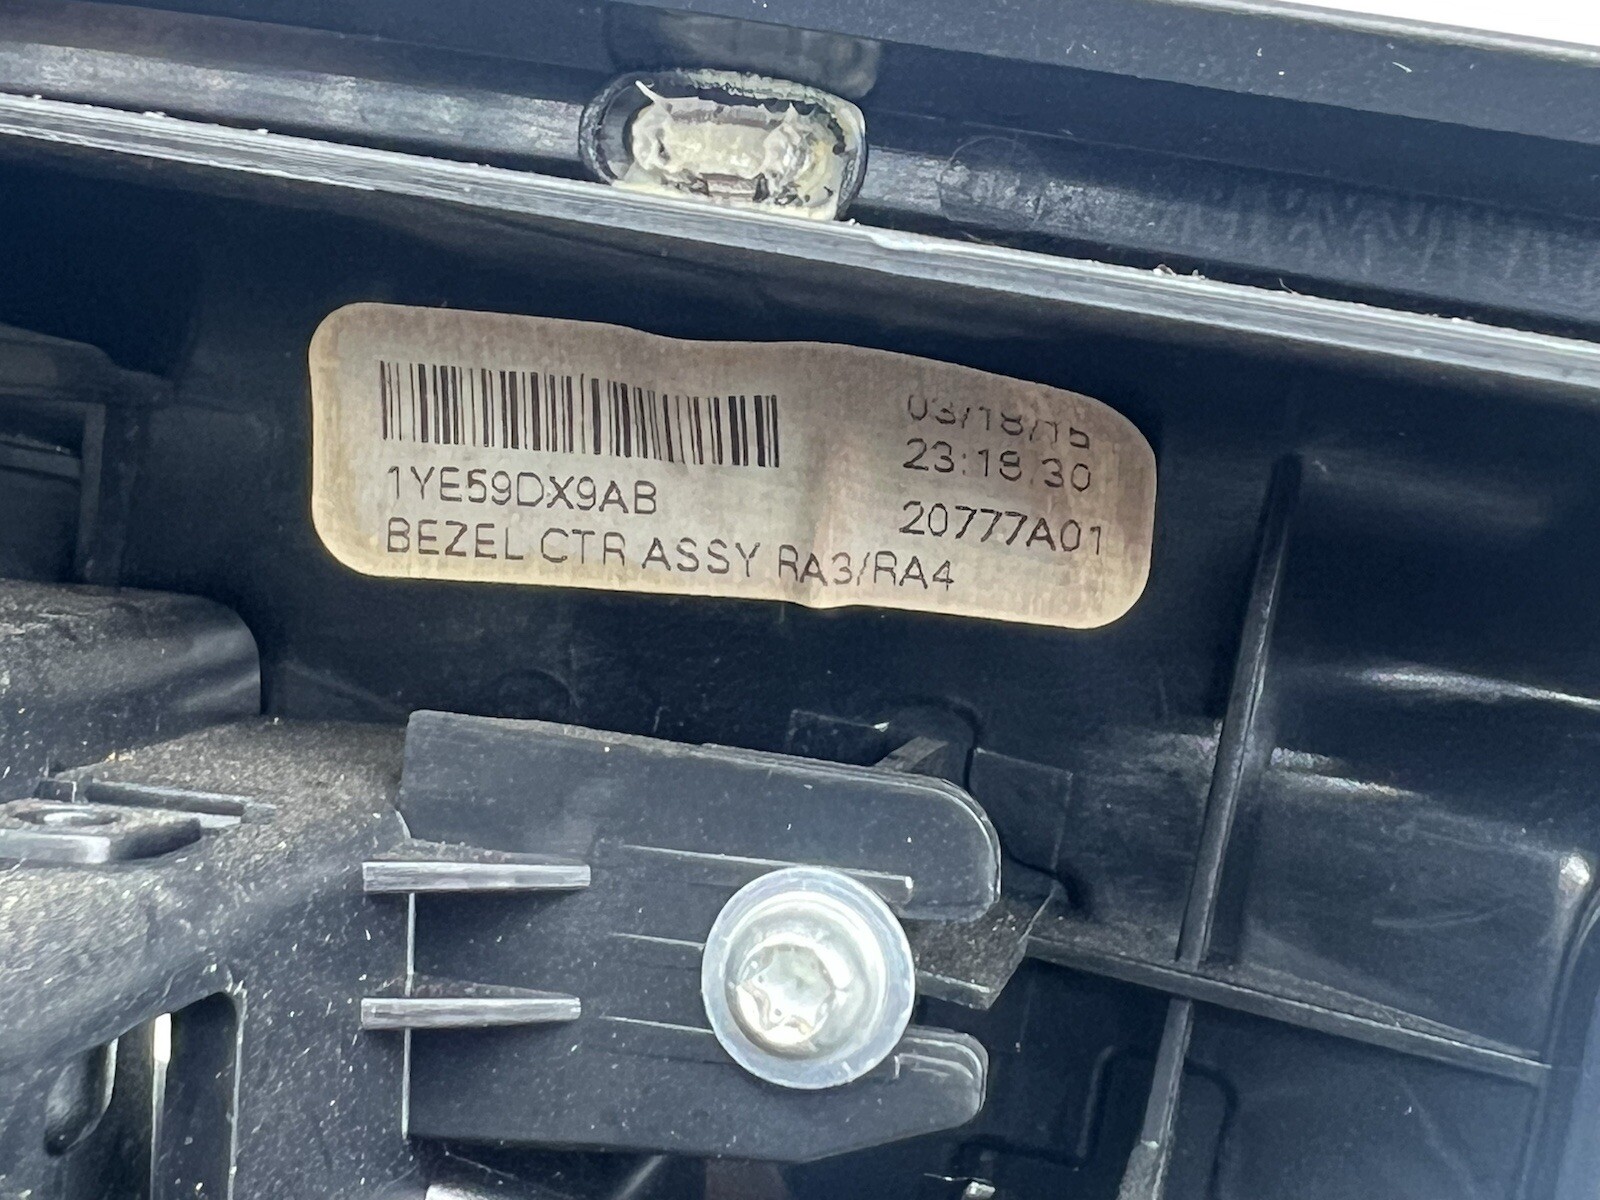 03/18/15
23:18:30
1YE59DX9AB
20777A01
BEZEL CTR ASSY RA3/RA4